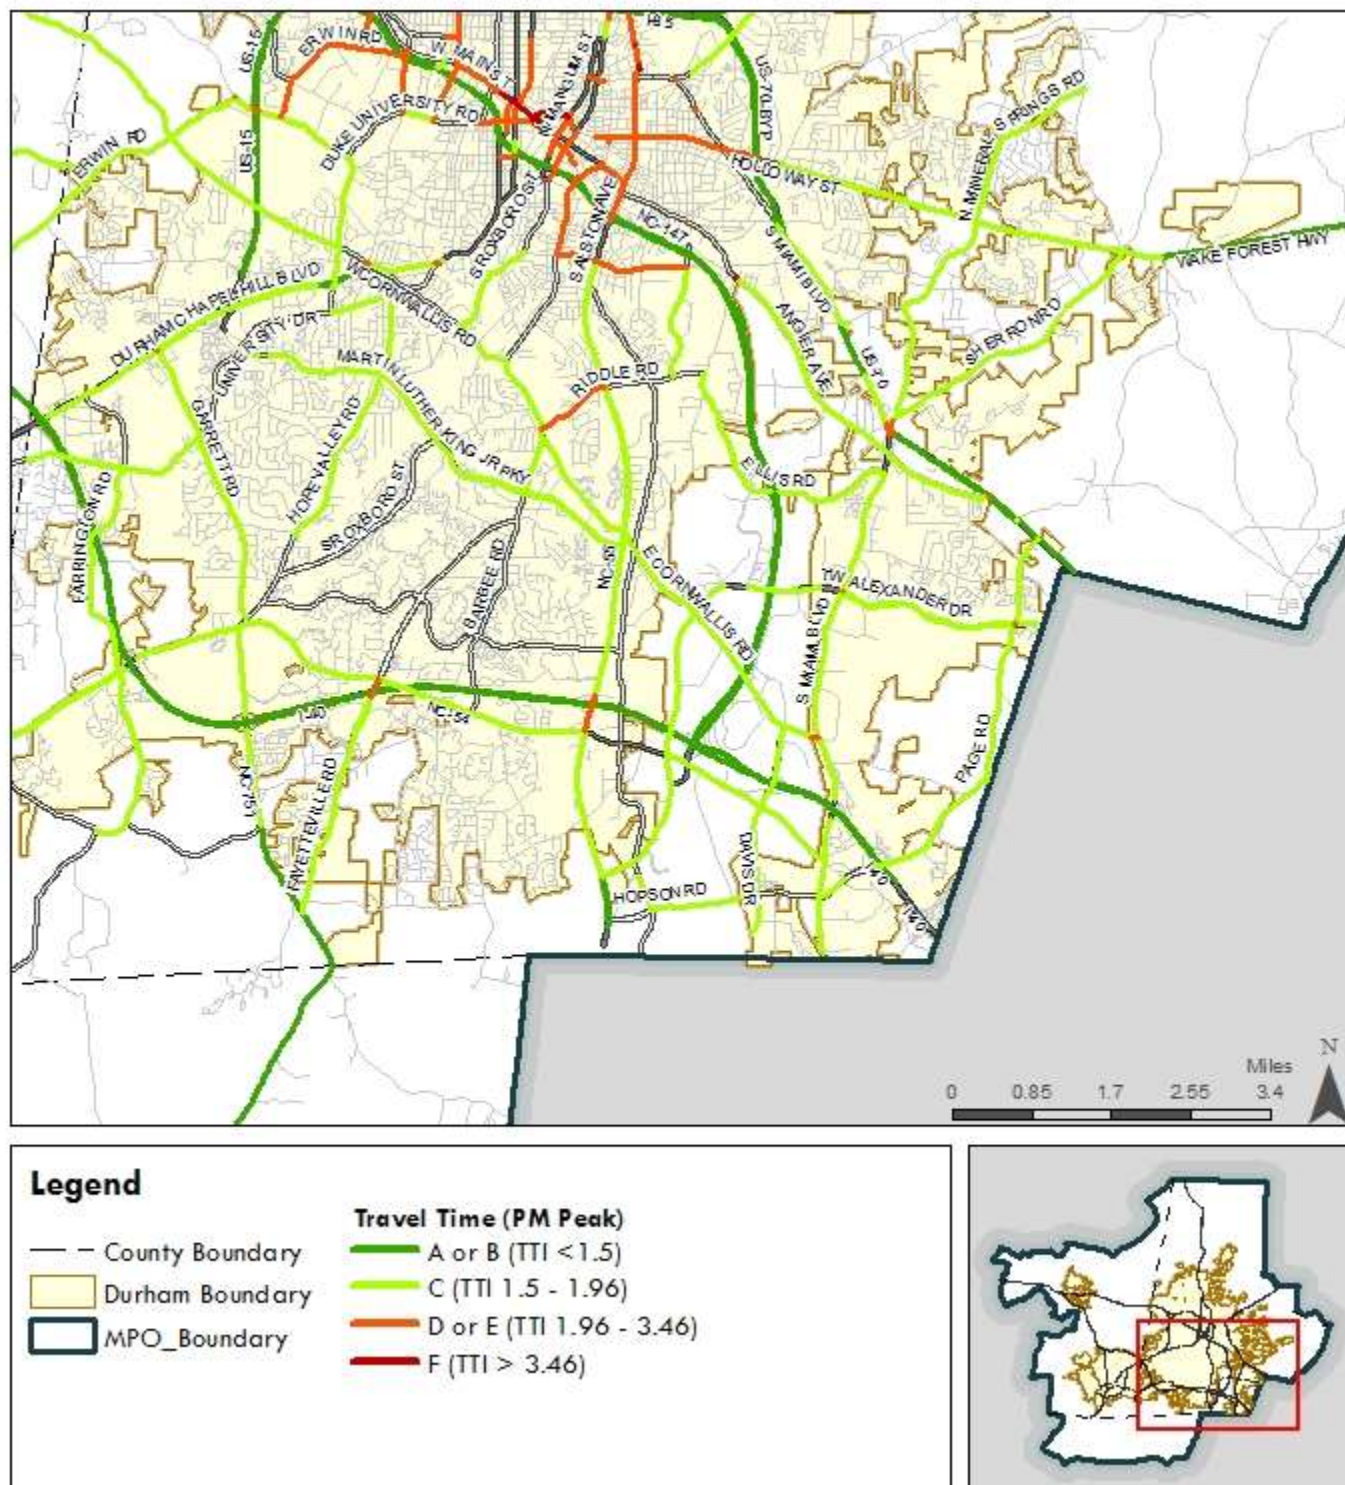 I-85
US-15
ERWIN RD
W MAIN ST
N MANGUM ST
US-70 BYP
N MINERAL SPRINGS RD
DUKE UNIVERSITY RD
ERWIN RD
US-15
HOLLOWAY ST
S ROXBORO ST
S ALSTON AVE
NC-147
WAKE FOREST HWY
S MIAMI BLVD
W CORNWALLIS RD
DURHAM CHAPEL HILL BLVD
ANGIER AVE
SHERRON RD
UNIVERSITY DR
US-70
MARTIN LUTHER KING JR PKY
RIDDLE RD
GARRETT RD
HOPE VALLEY RD
ELLIS RD
FARRINGTON RD
S ROXBORO ST
BARBEE RD
NC-55
E CORNWALLIS RD
TW ALEXANDER DR
S MIAMI BLVD
I-40
NC-54
PAGE RD
NC-751
FAYETTEVILLE RD
DAVIS DR
I-40
HOPSON RD
I-40
N
Miles
0 0.85 1.7 2.55 3.4
Legend
Travel Time (PM Peak)
County Boundary
A or B (TTI <1.5)
Durham Boundary
C (TTI 1.5 - 1.96)
MPO_Boundary
D or E (TTI 1.96 - 3.46)
F (TTI > 3.46)